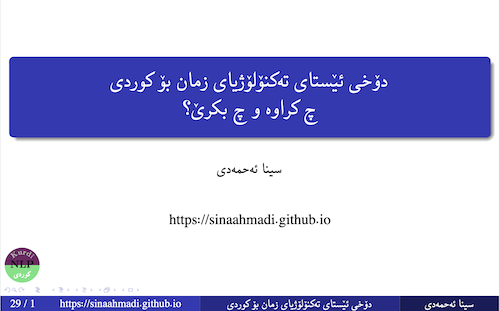 دۆخی ئێستای تەکنۆلۆژیای زمان بۆ کوردی
چ کراوە و چ بکرێ؟
سینا ئەحمەدی
https://sinaahmadi.github.io
Kurdi
NLP
کوردی
سینا ئەحمەدی
دۆخی ئێستای تەکنۆلۆژیای زمان بۆ کوردی
https://sinaahmadi.github.io
29 / 1